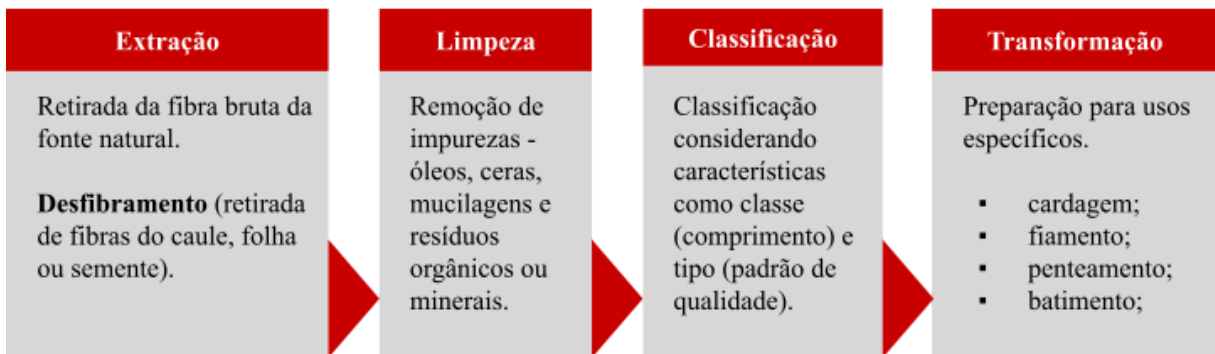 Extração
Retirada da fibra bruta da
fonte natural.
Desfibramento (retirada
de fibras do caule, folha
ou semente).
Limpeza
Remoção de
impurezas -
óleos, ceras,
mucilagens e
resíduos
orgânicos ou
minerais.
Classificação
Classificação
considerando
características
como classe
(comprimento) e
tipo (padrão de
qualidade).
Transformação
Preparação para usos
específicos.
▪ cardagem;
▪ fiamento;
▪ penteamento;
▪ batimento;